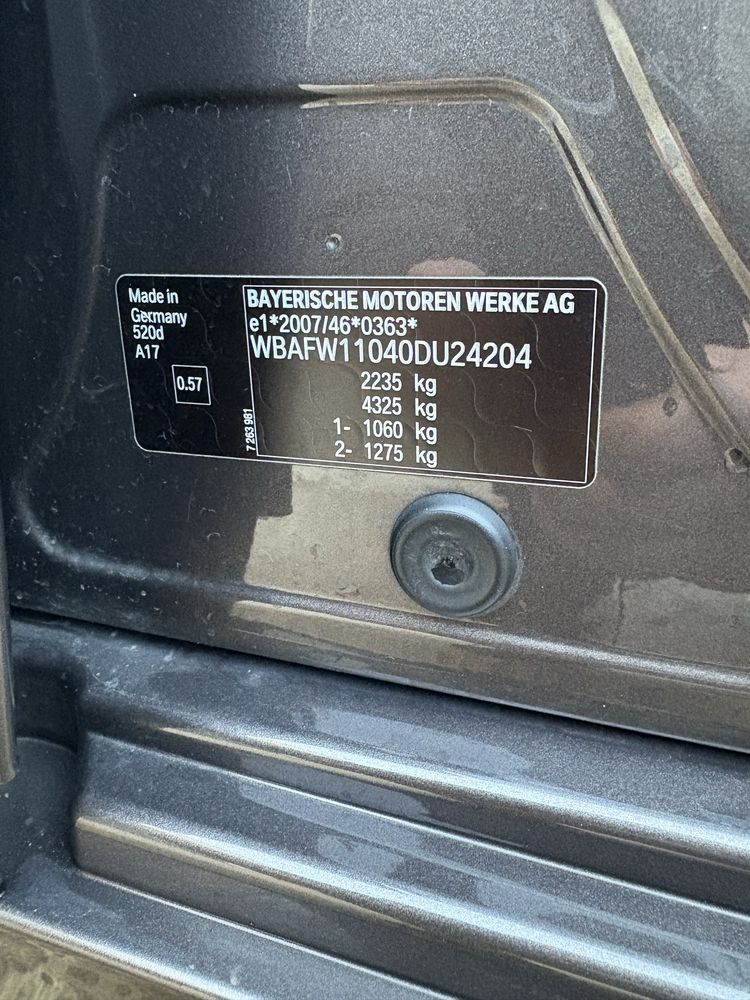 Made in
Germany
520d
A17
0.57
7 263 981
BAYERISCHE MOTOREN WERKE AG
e1*2007/46*0363*
WBAFW11040DU24204
2235 kg
4325 kg
1- 1060 kg
2- 1275 kg